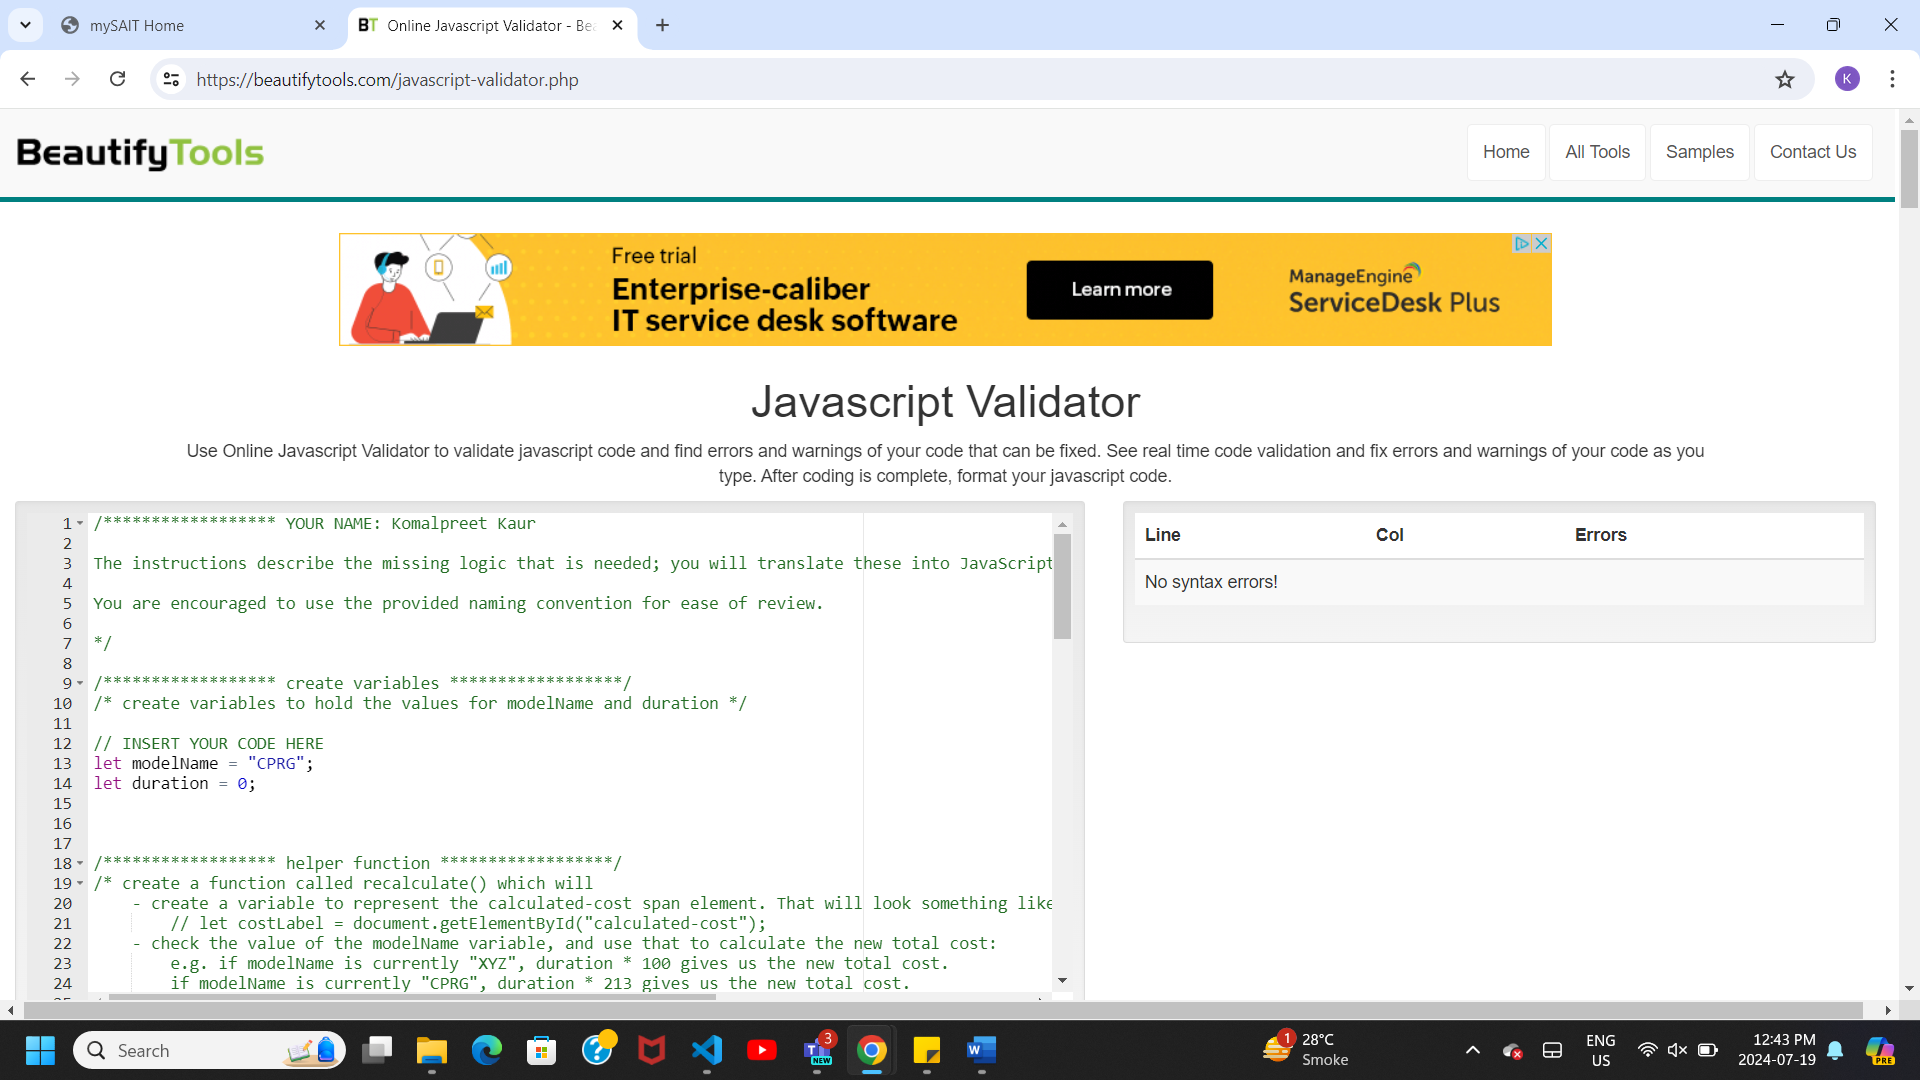 mySAIT Home
BT Online Javascript Validator - Bea
https://beautifytools.com/javascript-validator.php
K
BeautifyTools
Home
All Tools
Samples
Contact Us
Free trial
Enterprise-caliber
IT service desk software
Learn more
ManageEngine
ServiceDesk Plus
Javascript Validator
Use Online Javascript Validator to validate javascript code and find errors and warnings of your code that can be fixed. See real time code validation and fix errors and warnings of your code as you
type. After coding is complete, format your javascript code.
1 /****************** YOUR NAME: Komalpreet Kaur
2
3 The instructions describe the missing logic that is needed; you will translate these into JavaScript
4
5 You are encouraged to use the provided naming convention for ease of review.
6
7 */
8
9 /****************** create variables ******************/
10 /* create variables to hold the values for modelName and duration */
11
12 // INSERT YOUR CODE HERE
13 let modelName = "CPRG";
14 let duration = 0;
15
16
17
18 /****************** helper function ******************/
19 /* create a function called recalculate() which will
20 - create a variable to represent the calculated-cost span element. That will look something like
21 // let costLabel = document.getElementById("calculated-cost");
22 - check the value of the modelName variable, and use that to calculate the new total cost:
23 e.g. if modelName is currently "XYZ", duration * 100 gives us the new total cost.
24 if modelName is currently "CPRG", duration * 213 gives us the new total cost.
Line Col Errors
No syntax errors!
Search
3
NEW
1
28°C
Smoke
ENG
US
12:43 PM
2024-07-19
PRE